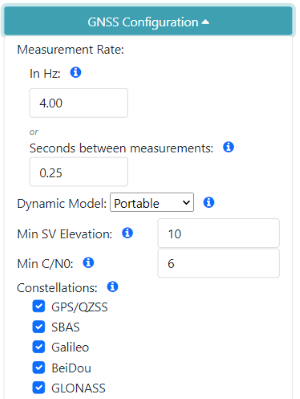 GNSS Configuration
Measurement Rate:
In Hz:
4.00
or
Seconds between measurements:
0.25
Dynamic Model: Portable
Min SV Elevation: 10
Min C/N0: 6
Constellations:
GPS/QZSS
SBAS
Galileo
BeiDou
GLONASS